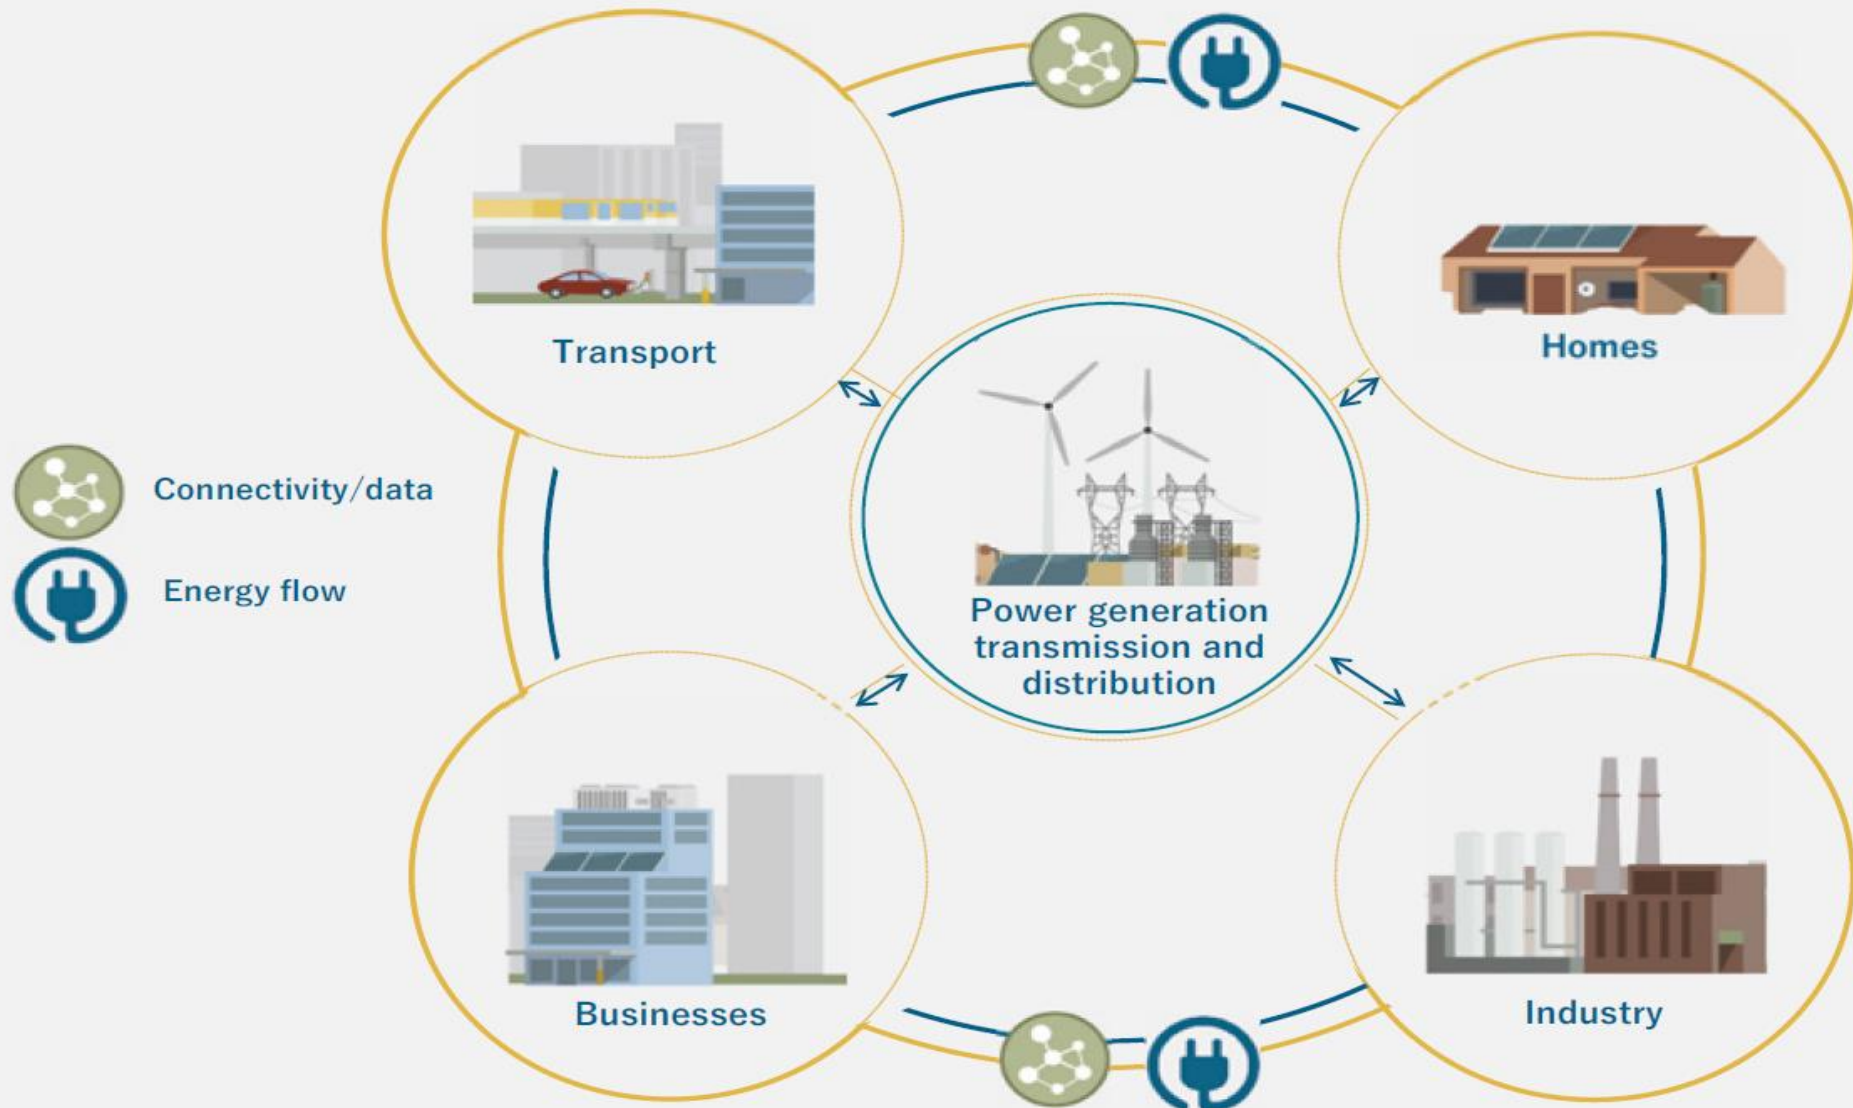 Transport
Homes
Connectivity/data
Energy flow
Power generation
transmission and
distribution
Businesses
Industry